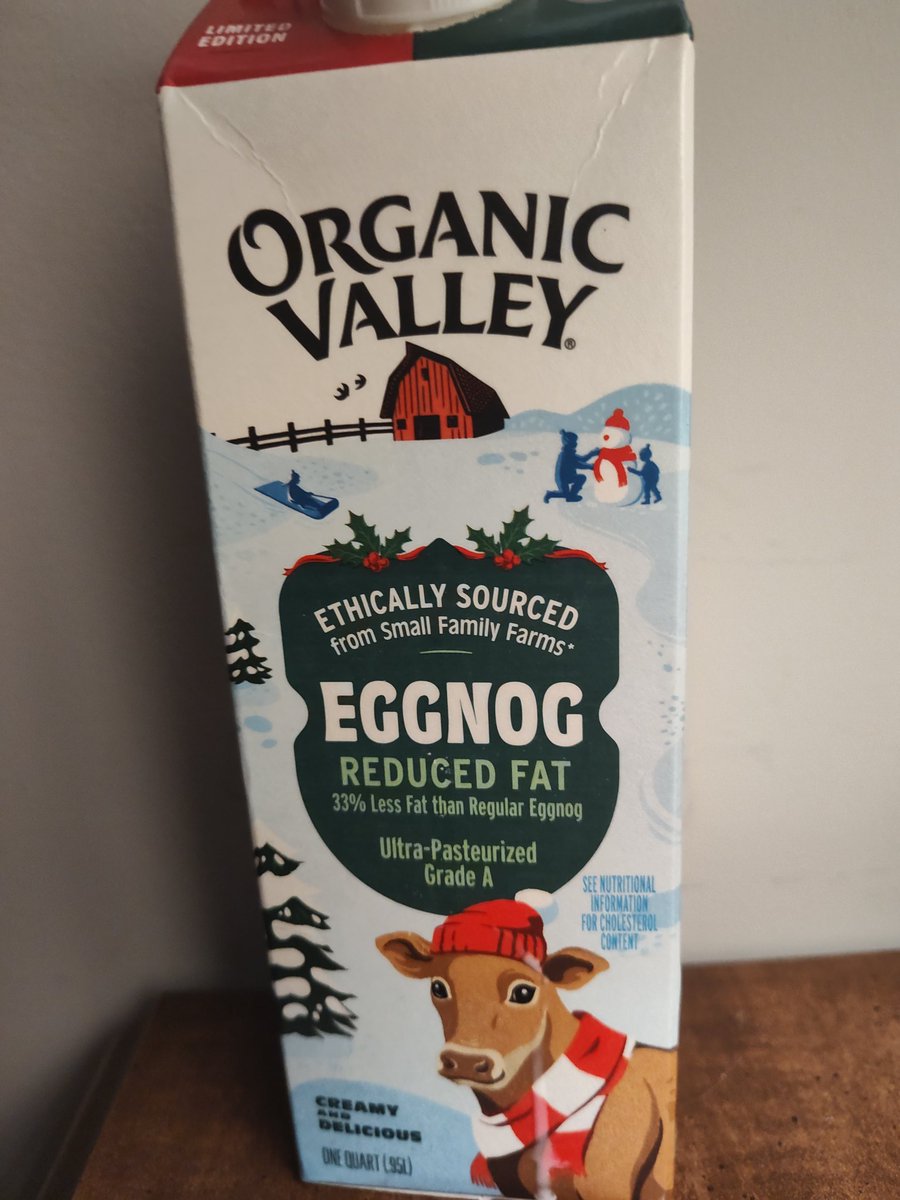 LIMITED
EDITION
ORGANIC
VALLEY®
ETHICALLY SOURCED
from Small Family Farms*
EGGNOG
REDUCED FAT
33% Less Fat than Regular Eggnog
Ultra-Pasteurized
Grade A
SEE NUTRITIONAL
INFORMATION
FOR CHOLESTEROL
CONTENT
CREAMY
AND
DELICIOUS
ONE QUART (.95L)